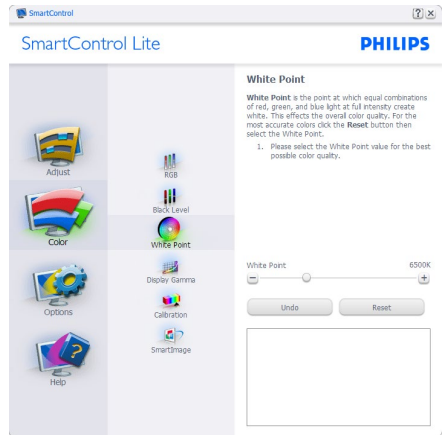 SmartControl
SmartControl Lite
PHILIPS
Adjust
Color
Options
Help
RGB
Black Level
White Point
Display Gamma
Calibration
SmartImage
White Point
White Point is the point at which equal combinations
of red, green, and blue light at full intensity create
white. This effects the overall color quality. For the
most accurate colors click the Reset button then
select the White Point.
1. Please select the White Point value for the best
possible color quality.
White Point 6500K
Undo Reset